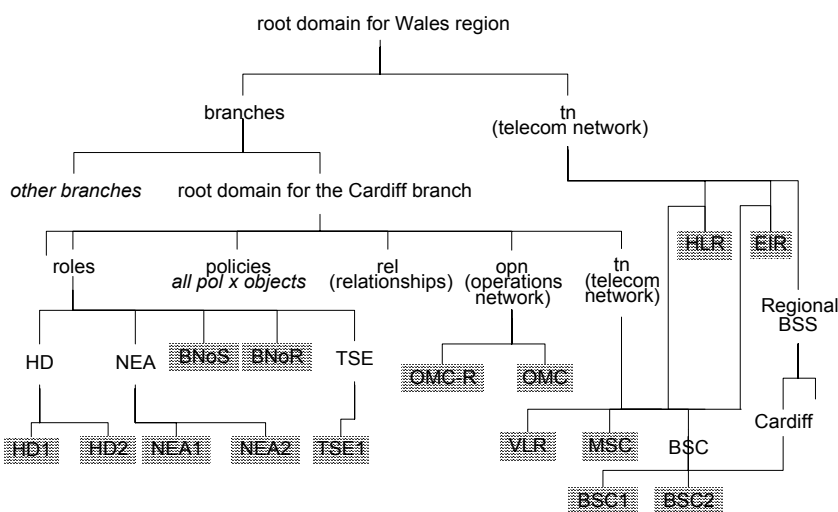 root domain for Wales region
branches
tn
(telecom network)
other branches
root domain for the Cardiff branch
HLR
EIR
roles
policies
all pol x objects
rel
(relationships)
opn
(operations
network)
tn
(telecom
network)
Regional
BSS
HD
NEA
BNoS
BNoR
TSE
OMC-R
OMC
Cardiff
HD1
HD2
NEA1
NEA2
TSE1
VLR
MSC
BSC
BSC1
BSC2